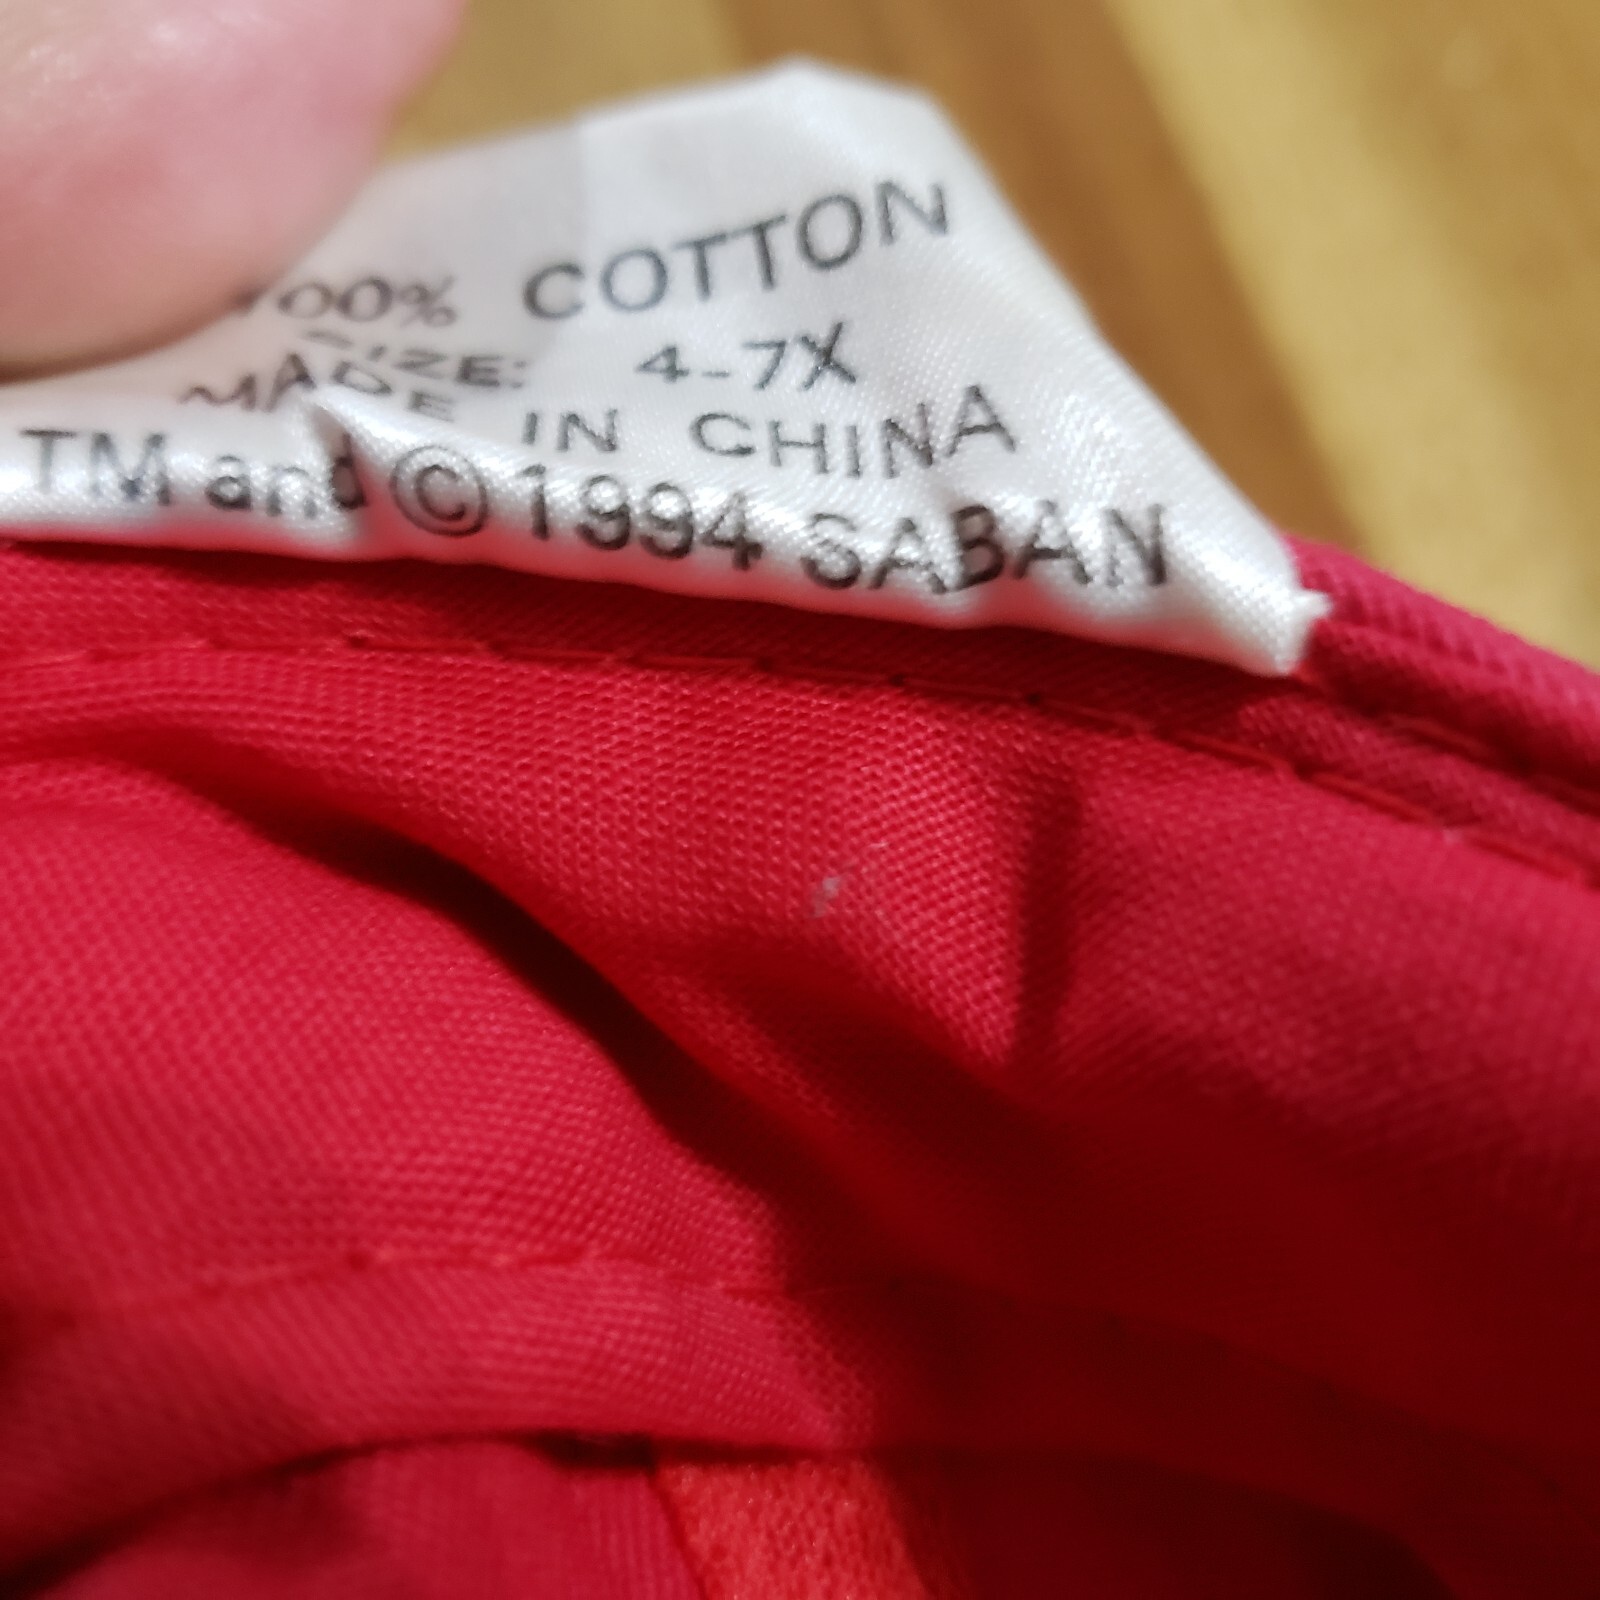 100% COTTON
SIZE: 4-7X
MADE IN CHINA
TM and © 1994 SABAN